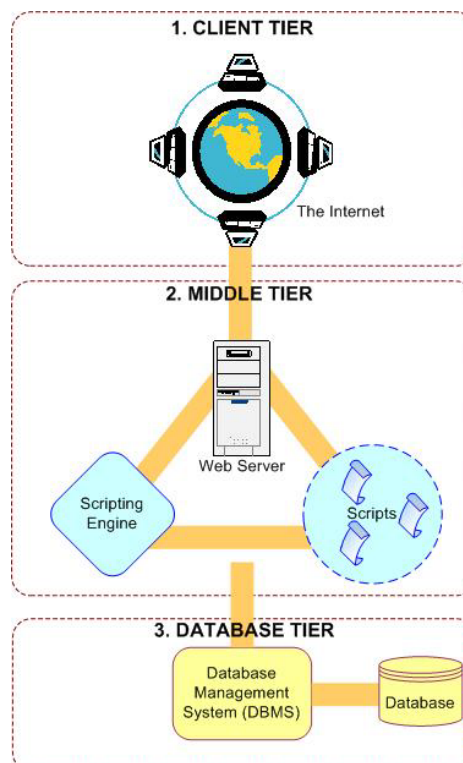 1. CLIENT TIER
The Internet
2. MIDDLE TIER
Web Server
Scripting
Engine
Scripts
3. DATABASE TIER
Database
Management
System (DBMS)
Database